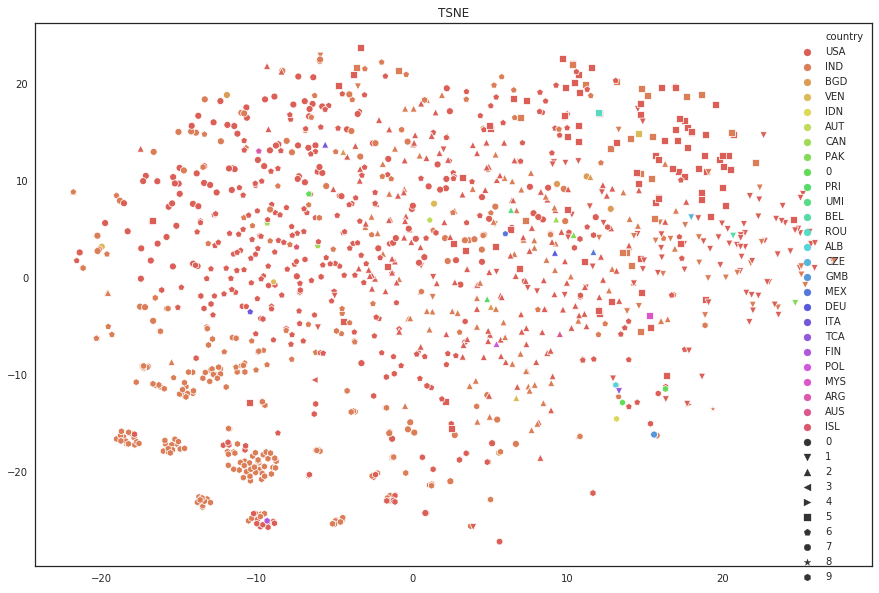 TSNE
country
USA
IND
BGD
VEN
IDN
AUT
CAN
PAK
0
PRI
UMI
BEL
ROU
ALB
CZE
GMB
MEX
DEU
ITA
TCA
FIN
POL
MYS
ARG
AUS
ISL
0
1
2
3
4
5
6
7
8
9
20
10
0
−10
−20
−20
−10
0
10
20